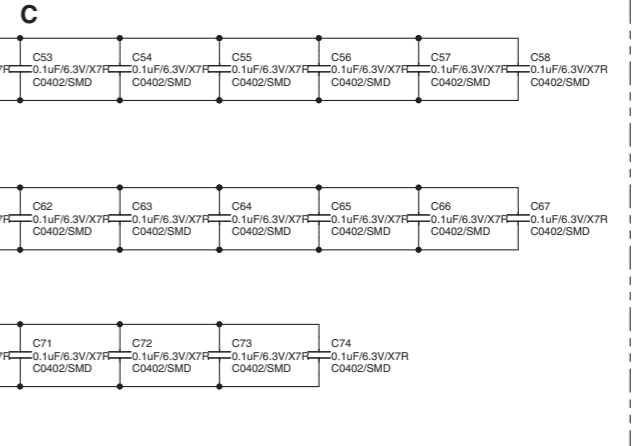 C
C53 C54 C55 C56 C57 C58
7R 0.1uF/6.3V/X7R 0.1uF/6.3V/X7R 0.1uF/6.3V/X7R 0.1uF/6.3V/X7R 0.1uF/6.3V/X7R 0.1uF/6.3V/X7R
C0402/SMD C0402/SMD C0402/SMD C0402/SMD C0402/SMD C0402/SMD
C62 C63 C64 C65 C66 C67
7R 0.1uF/6.3V/X7R 0.1uF/6.3V/X7R 0.1uF/6.3V/X7R 0.1uF/6.3V/X7R 0.1uF/6.3V/X7R 0.1uF/6.3V/X7R
C0402/SMD C0402/SMD C0402/SMD C0402/SMD C0402/SMD C0402/SMD
C71 C72 C73 C74
7R 0.1uF/6.3V/X7R 0.1uF/6.3V/X7R 0.1uF/6.3V/X7R 0.1uF/6.3V/X7R
C0402/SMD C0402/SMD C0402/SMD C0402/SMD